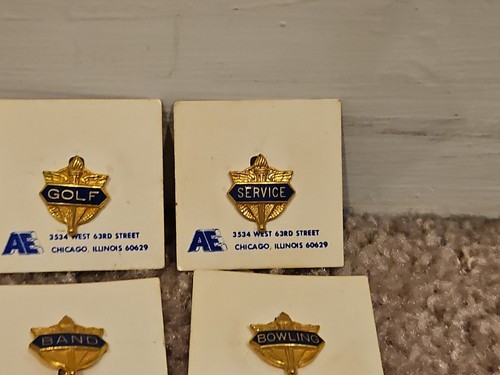 GOLF
AE 3534 WEST 63RD STREET
CHICAGO, ILLINOIS 60629
SERVICE
AE 3534 WEST 63RD STREET
CHICAGO, ILLINOIS 60629
BAND
BOWLING